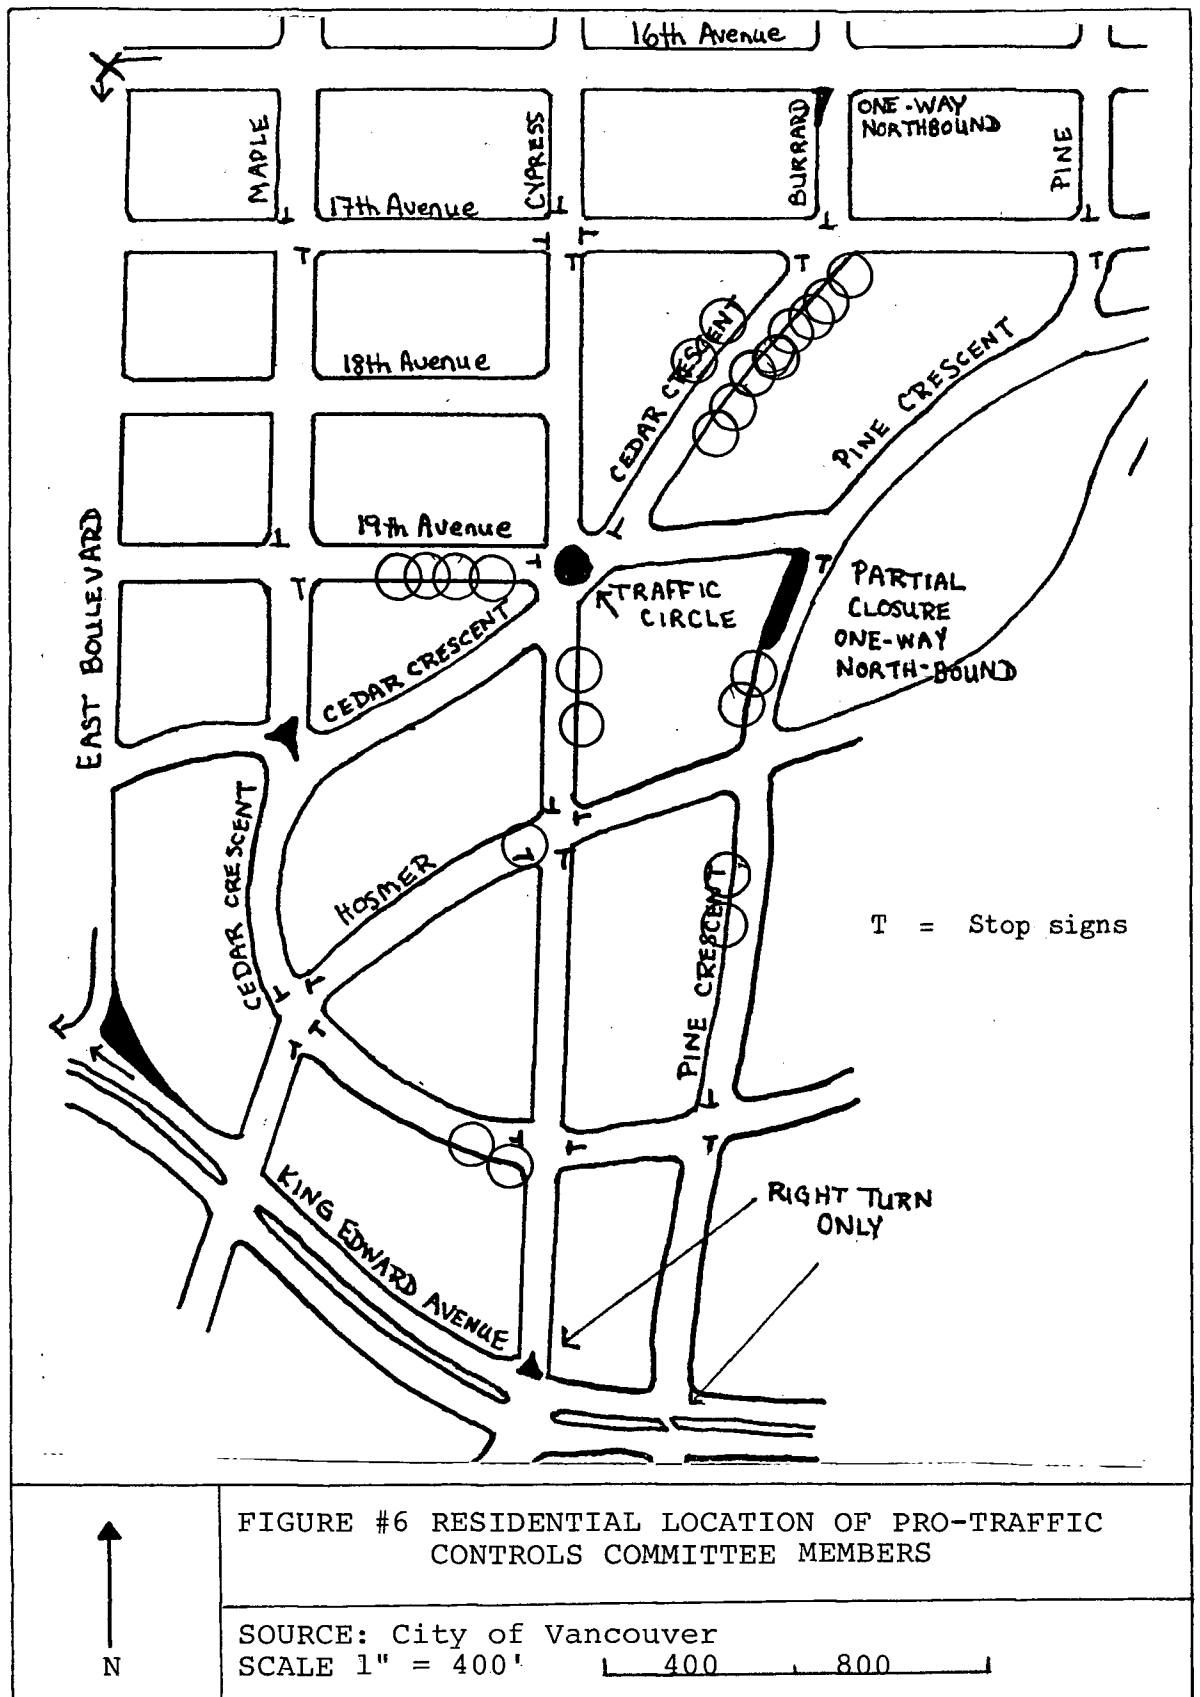 16th Avenue
MAPLE
CYPRESS
BURRARD
ONE-WAY
NORTHBOUND
PINE
17th Avenue
18th Avenue
CEDAR CRESCENT
PINE CRESCENT
19th Avenue
EAST BOULEVARD
TRAFFIC
CIRCLE
PARTIAL
CLOSURE
ONE-WAY
NORTH-BOUND
CEDAR CRESCENT
CEDAR CRESCENT
HOSMER
PINE CRESCENT
T = Stop signs
KING EDWARD AVENUE
RIGHT TURN
ONLY
FIGURE #6 RESIDENTIAL LOCATION OF PRO-TRAFFIC
CONTROLS COMMITTEE MEMBERS
N
SOURCE: City of Vancouver
SCALE 1" = 400' 400 800